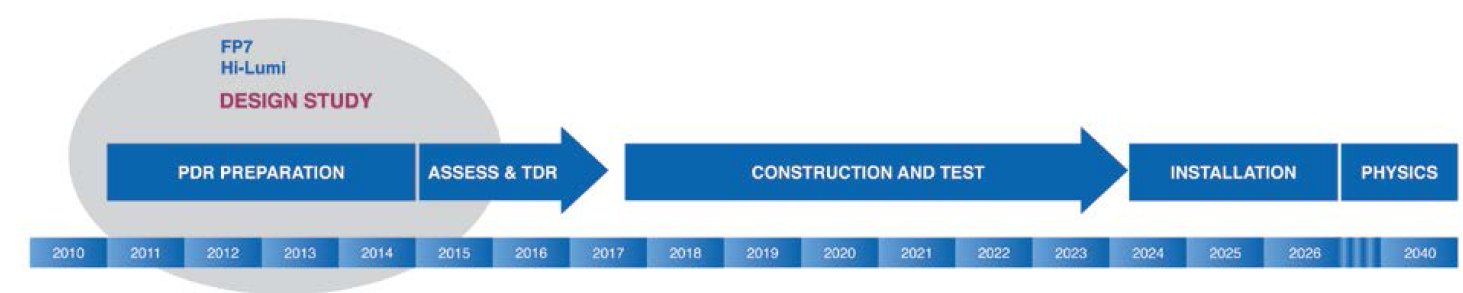 FP7
Hi-Lumi
DESIGN STUDY
PDR PREPARATION
ASSESS & TDR
CONSTRUCTION AND TEST
INSTALLATION
PHYSICS
2010 2011 2012 2013 2014 2015 2016 2017 2018 2019 2020 2021 2022 2023 2024 2025 2026 2040